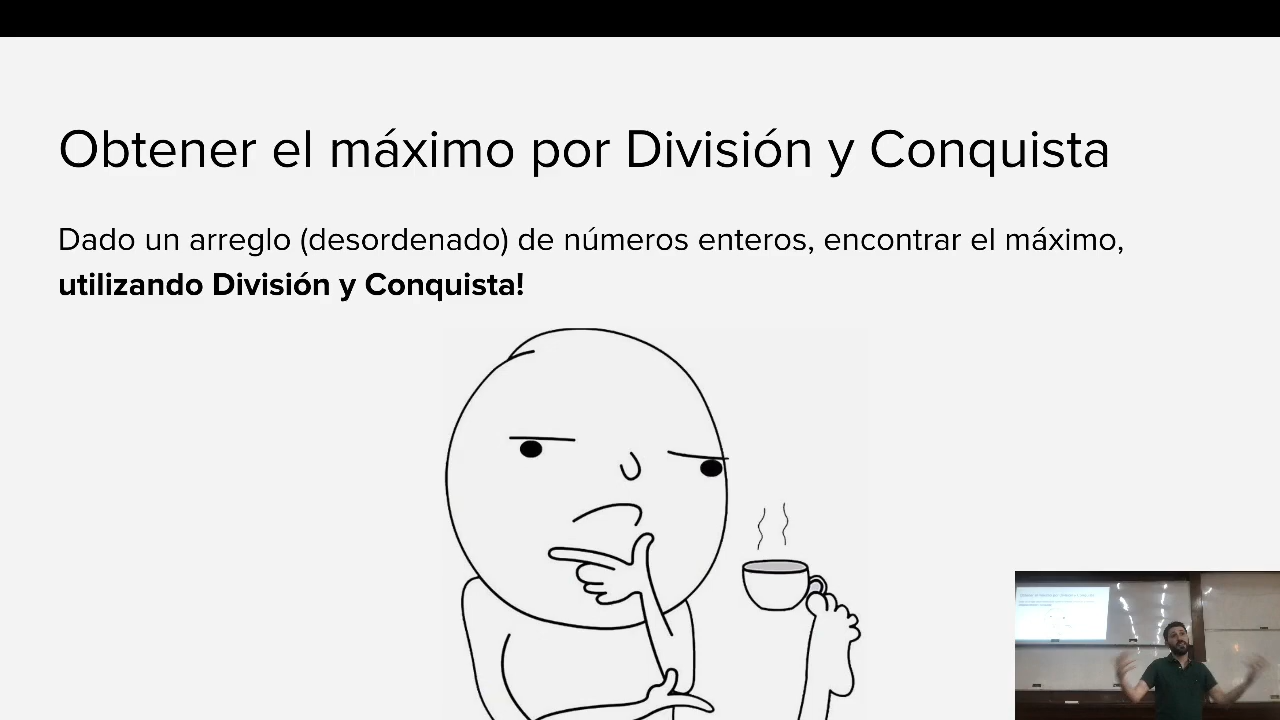 Obtener el máximo por División y Conquista
Dado un arreglo (desordenado) de números enteros, encontrar el máximo,
utilizando División y Conquista!